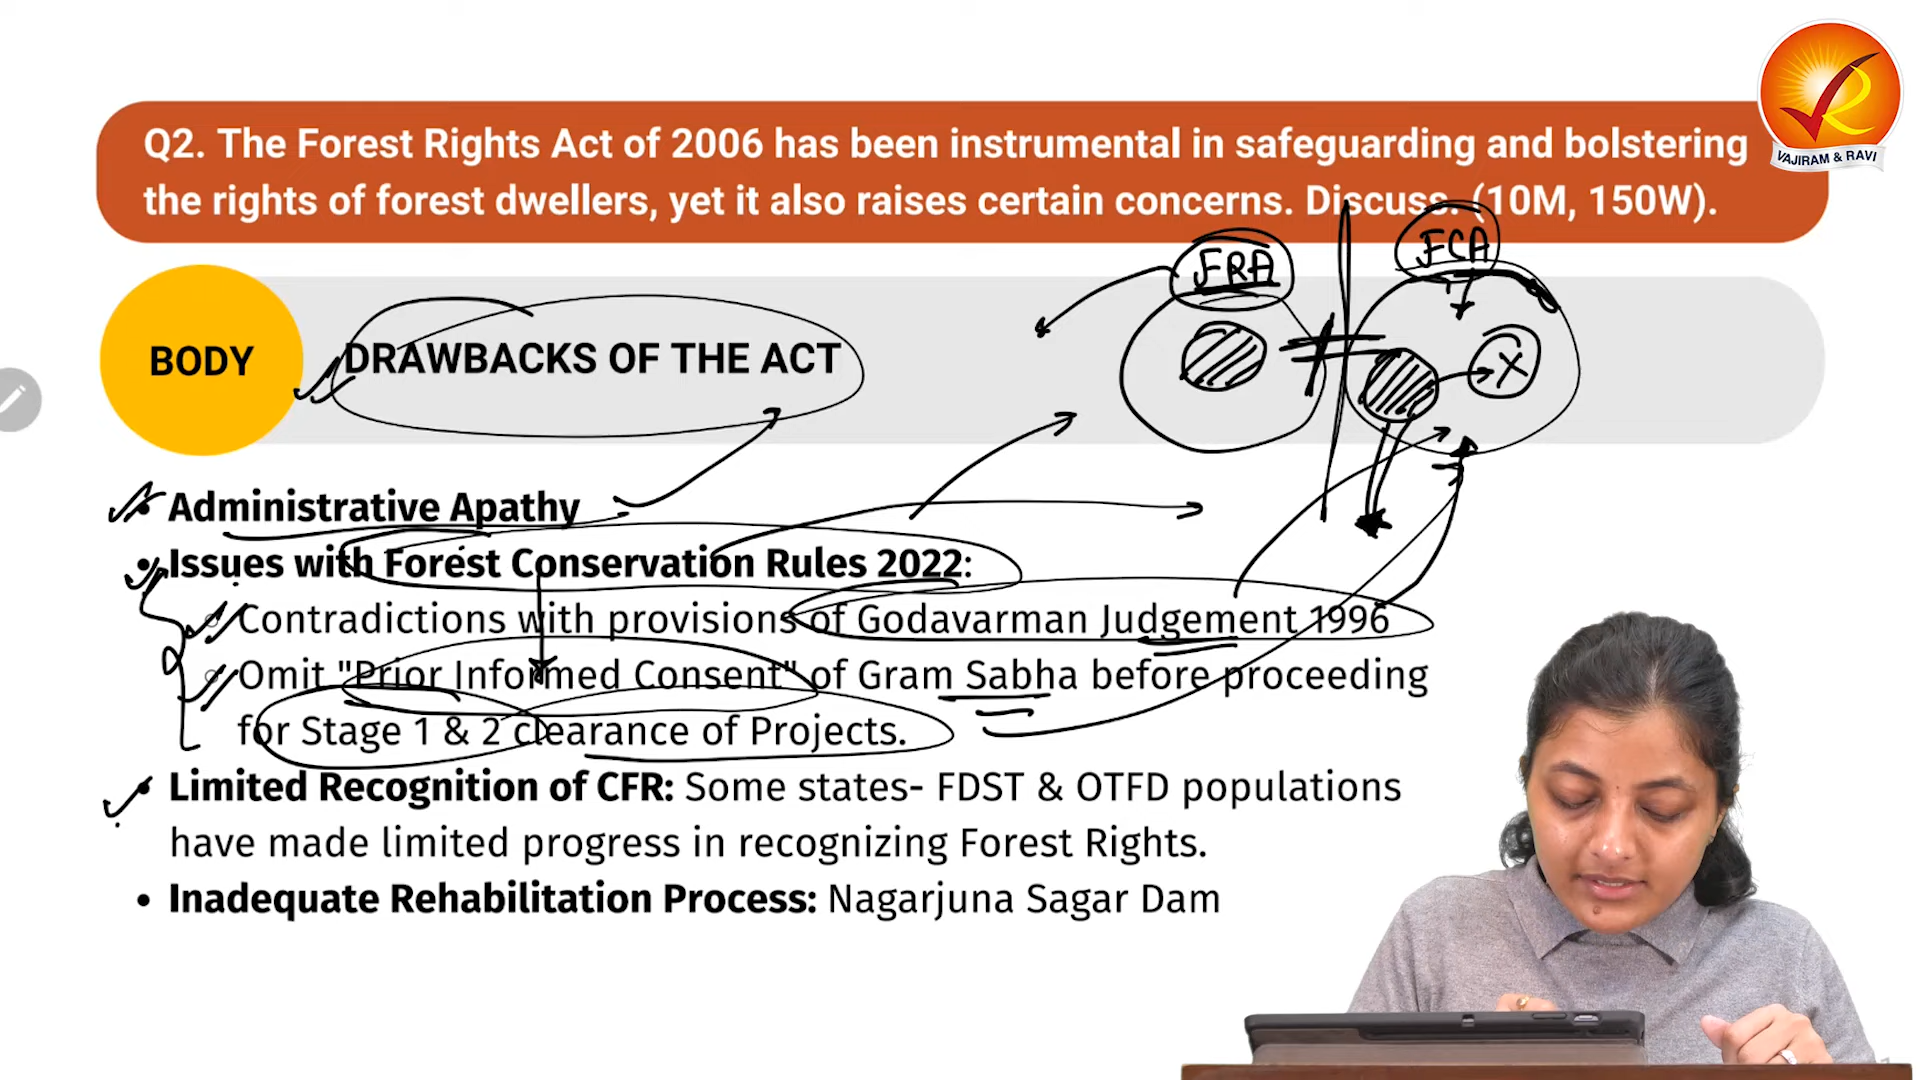 VAJIRAM & RAVI
Q2. The Forest Rights Act of 2006 has been instrumental in safeguarding and bolstering
the rights of forest dwellers, yet it also raises certain concerns. Discuss. (10M, 150W).
FRA
FCA
BODY
DRAWBACKS OF THE ACT
X
• Administrative Apathy
• Issues with Forest Conservation Rules 2022:
Contradictions with provisions of Godavarman Judgement 1996
Omit "Prior Informed Consent" of Gram Sabha before proceeding
for Stage 1 & 2 clearance of Projects.
• Limited Recognition of CFR: Some states- FDST & OTFD populations
have made limited progress in recognizing Forest Rights.
• Inadequate Rehabilitation Process: Nagarjuna Sagar Dam